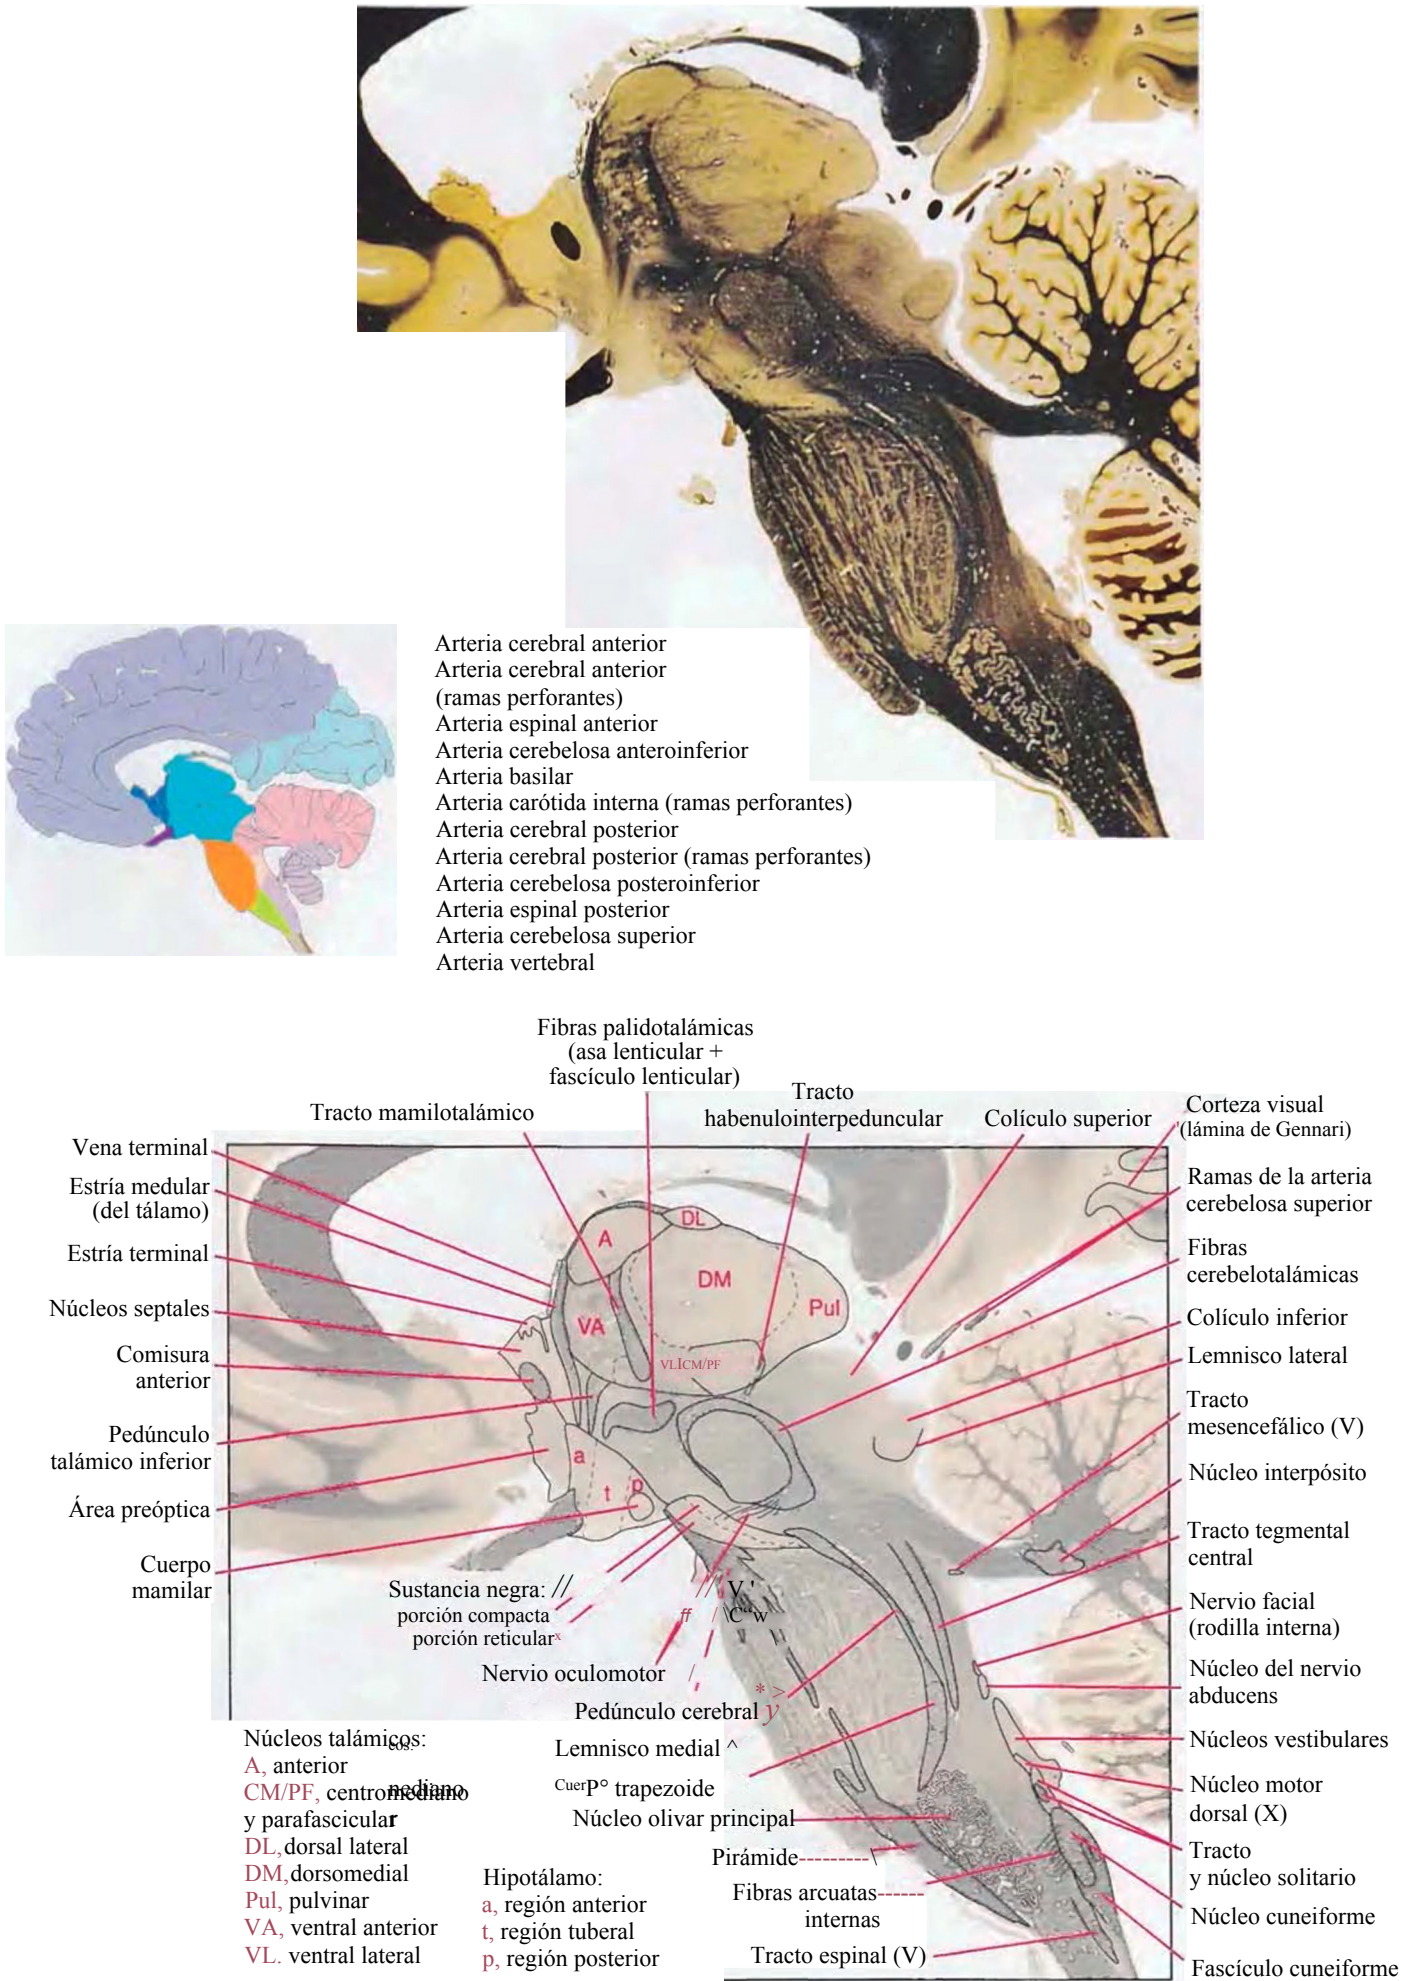 Arteria cerebral anterior
Arteria cerebral anterior
(ramas perforantes)
Arteria espinal anterior
Arteria cerebelosa anteroinferior
Arteria basilar
Arteria carótida interna (ramas perforantes)
Arteria cerebral posterior
Arteria cerebral posterior (ramas perforantes)
Arteria cerebelosa posteroinferior
Arteria espinal posterior
Arteria cerebelosa superior
Arteria vertebral
Fibras palidotalámicas
(asa lenticular +
fascículo lenticular)
Tracto mamilotalámico
Tracto
habenulointerpeduncular
Colículo superior
Vena terminal
Estría medular
(del tálamo)
Estría terminal
Núcleos septales
Comisura
anterior
Pedúnculo
talámico inferior
Área preóptica
Cuerpo
mamilar
A
DL
DM
Pul
VA
VLICM/PF
a
t
p
Corteza visual
(lámina de Gennari)
Ramas de la arteria
cerebelosa superior
Fibras
cerebelotalámicas
Colículo inferior
Lemnisco lateral
Tracto
mesencefálico (V)
Núcleo interpósito
Tracto tegmental
central
Nervio facial
(rodilla interna)
Núcleo del nervio
abducens
Núcleos vestibulares
Núcleo motor
dorsal (X)
Tracto
y núcleo solitario
Núcleo cuneiforme
Fascículo cuneiforme
Sustancia negra: //
porción compacta
porción reticular x
// V '
ff / \C“w
Nervio oculomotor /
* >
Pedúnculo cerebral y
Lemnisco medial ^
CuerP° trapezoide
Núcleo olivar principal
Pirámide---------\
Fibras arcuatas------
internas
Tracto espinal (V)
Núcleos talámicos:
A, anterior
CM/PF, centromediano
y parafascicular
DL, dorsal lateral
DM, dorsomedial
Pul, pulvinar
VA, ventral anterior
VL. ventral lateral
Hipotálamo:
a, región anterior
t, región tuberal
p, región posterior